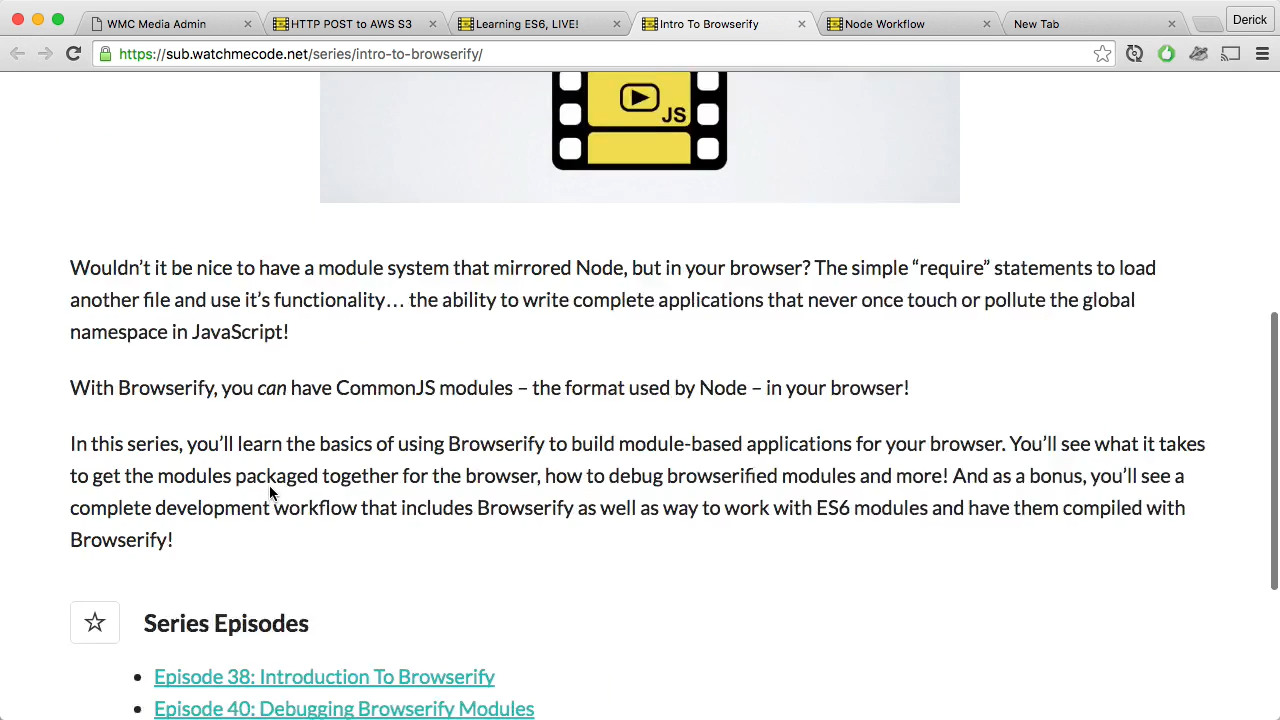 WMC Media Admin
HTTP POST to AWS S3
Learning ES6, LIVE!
Intro To Browserify
Node Workflow
New Tab
Derick
https://sub.watchmecode.net/series/intro-to-browserify/
JS
Wouldn’t it be nice to have a module system that mirrored Node, but in your browser? The simple “require” statements to load
another file and use it’s functionality… the ability to write complete applications that never once touch or pollute the global
namespace in JavaScript!
With Browserify, you can have CommonJS modules – the format used by Node – in your browser!
In this series, you’ll learn the basics of using Browserify to build module-based applications for your browser. You’ll see what it takes
to get the modules packaged together for the browser, how to debug browserified modules and more! And as a bonus, you’ll see a
complete development workflow that includes Browserify as well as way to work with ES6 modules and have them compiled with
Browserify!
Series Episodes
Episode 38: Introduction To Browserify
Episode 40: Debugging Browserify Modules